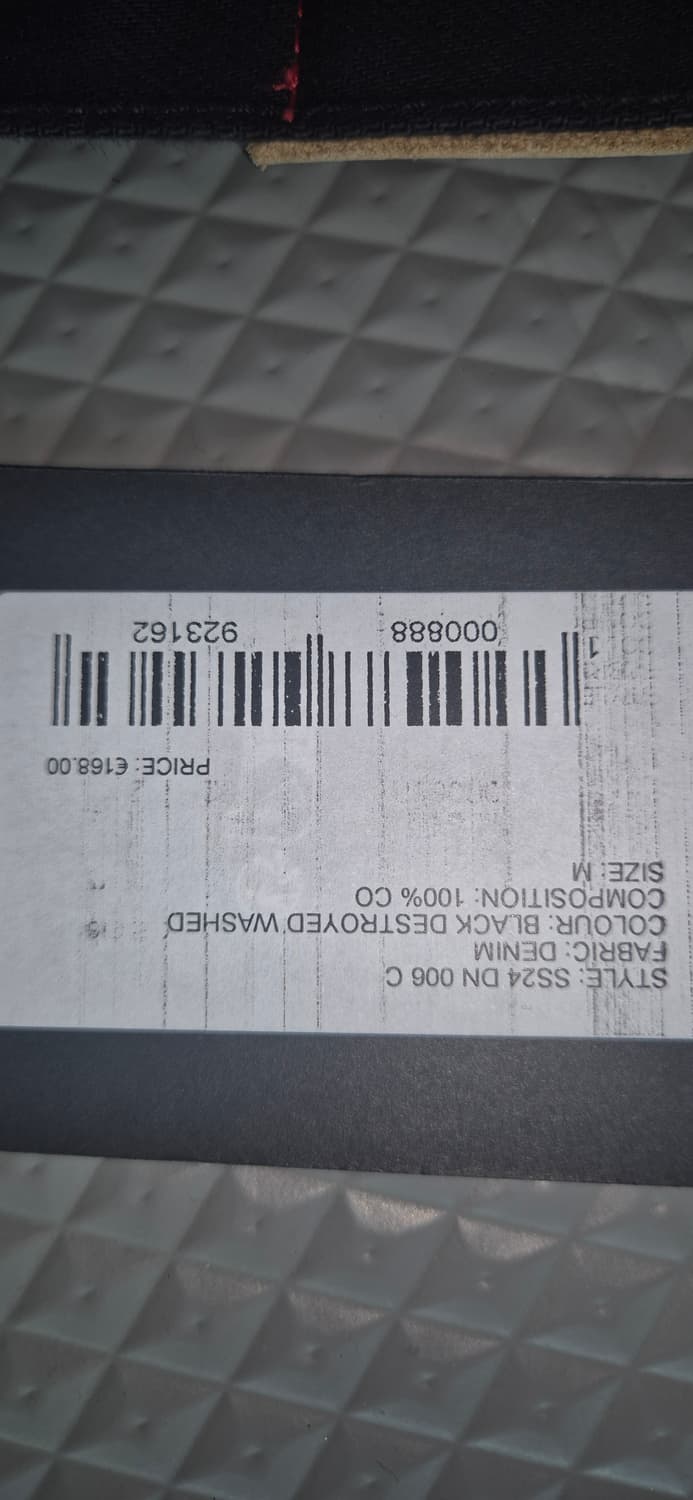 STYLE: SS24 DN 006 C
FABRIC: DENIM
COLOUR: BLACK DESTROYED WASHED
COMPOSITION: 100% CO
SIZE: M
PRICE: €168.00
1 000888 923162